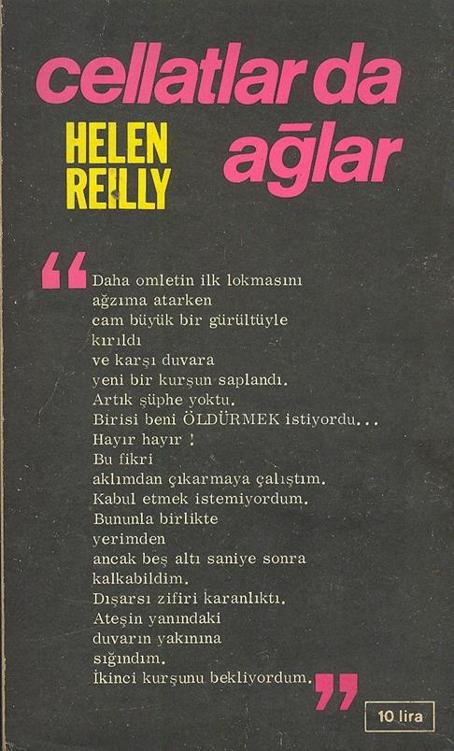 cellatlar da
ağlar
HELEN
REILLY
“
Daha omletin ilk lokmasını
ağzıma atarken
cam büyük bir gürültüyle
kırıldı
ve karşı duvara
yeni bir kurşun saplandı.
Artık şüphe yoktu.
Birisi beni ÖLDÜRMEK istiyordu...
Hayır hayır !
Bu fikri
aklımdan çıkarmaya çalıştım.
Kabul etmek istemiyordum.
Bununla birlikte
yerimden
ancak beş altı saniye sonra
kalkabildim.
Dışarsı zifiri karanlıktı.
Ateşin yanındaki
duvarın yakınına
sığındım.
İkinci kurşunu bekliyordum.
”
10 lira